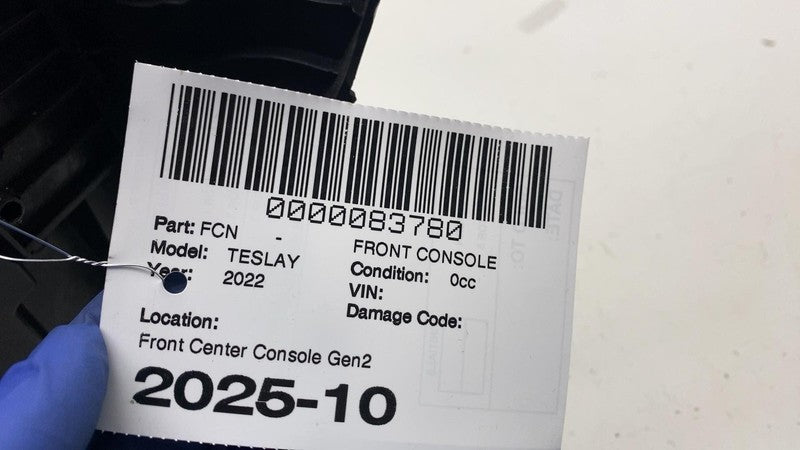 0000083780
Part: FCN - FRONT CONSOLE
Model: TESLAY Condition: 0cc
Year: 2022 VIN:
Damage Code:
Location:
Front Center Console Gen2
2025-10